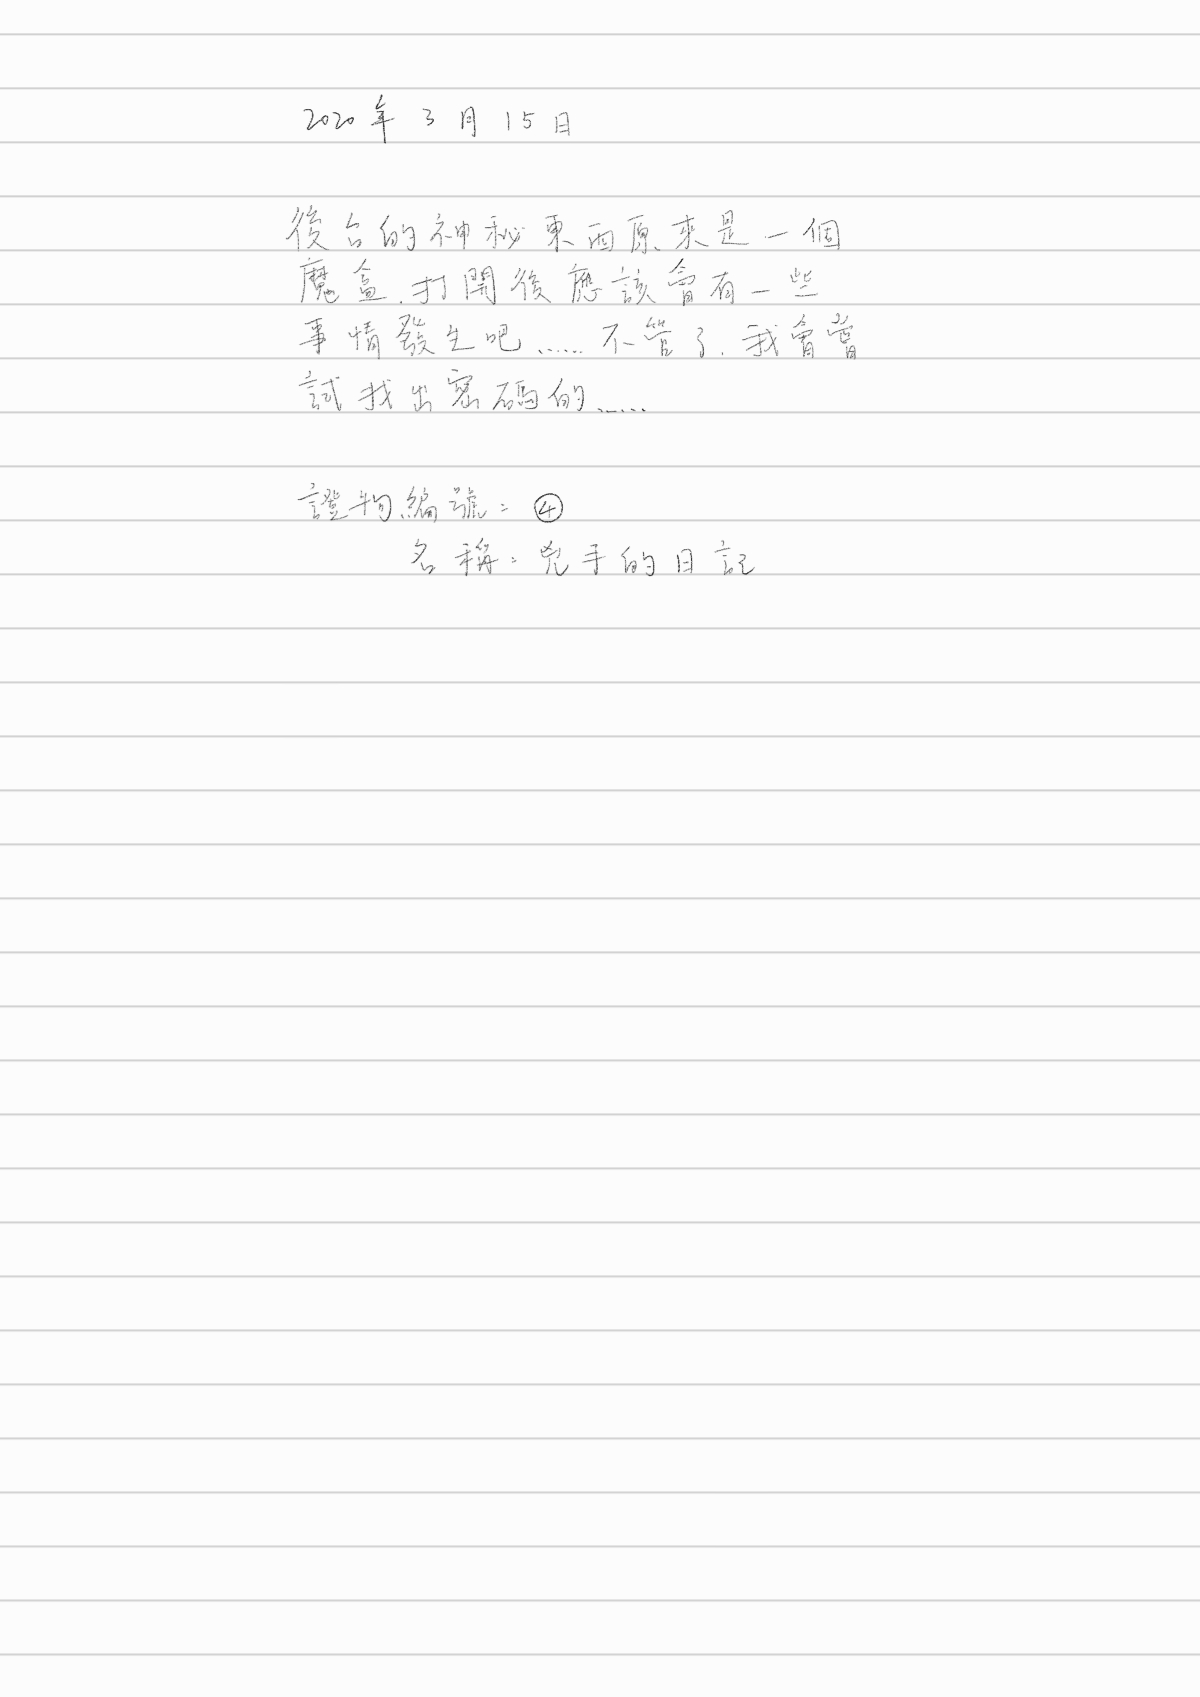 2020年3月15日
後台的神秘東西原來是一個
魔盒,打開後應該會有一些
事情發生吧……不管了,我會嘗
試找出密碼的……
證物編號:④
名稱:兇手的日記